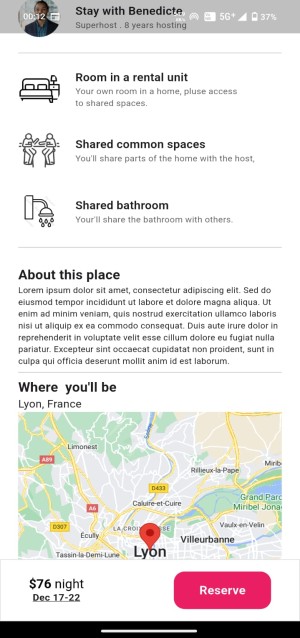 Stay with Benedicte
00:12
5G+
37%
Superhost . 8 years hosting
Room in a rental unit
Your own room in a home, pluse access
to shared spaces.
Shared common spaces
You'll share parts of the home with the host,
Shared bathroom
Your'll share the bathroom with others.
About this place
Lorem ipsum dolor sit amet, consectetur adipiscing elit. Sed do
eiusmod tempor incididunt ut labore et dolore magna aliqua. Ut
enim ad minim veniam, quis nostrud exercitation ullamco laboris
nisi ut aliquip ex ea commodo consequat. Duis aute irure dolor in
reprehenderit in voluptate velit esse cillum dolore eu fugiat nulla
pariatur. Excepteur sint occaecat cupidatat non proident, sunt in
culpa qui officia deserunt mollit anim id est laborum.
Where you'll be
Lyon, France
Limonest
A89
Rillieux-la-Pape
Mirib
D433
A6
Caluire-et-Cuire
Grand Parc
Miribel Jona
D307
Écully
LA CROIX-ROUSSE
Vaulx-en-Velin
Villeurbanne
Tassin-la-Demi-Lune
Lyon
$76 night
Dec 17-22
Reserve